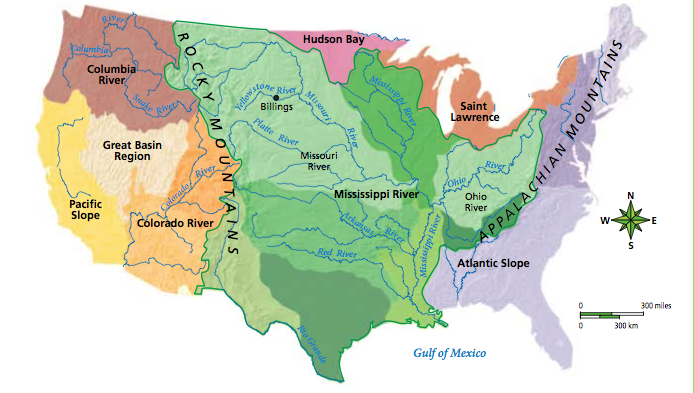 River
Columbia
Columbia
River
Snake River
ROCKY MOUNTAINS
Hudson Bay
Yellowstone River
Billings
Missouri
River
Mississippi River
Saint
Lawrence
APPALACHIAN MOUNTAINS
Great Basin
Region
Platte River
Missouri
River
Ohio River
Ohio
River
Pacific
Slope
Colorado River
Colorado River
Mississippi River
Arkansas River
Mississippi River
Red River
Atlantic Slope
Rio Grande
Gulf of Mexico
N
W
E
S
0 300 miles
0 300 km